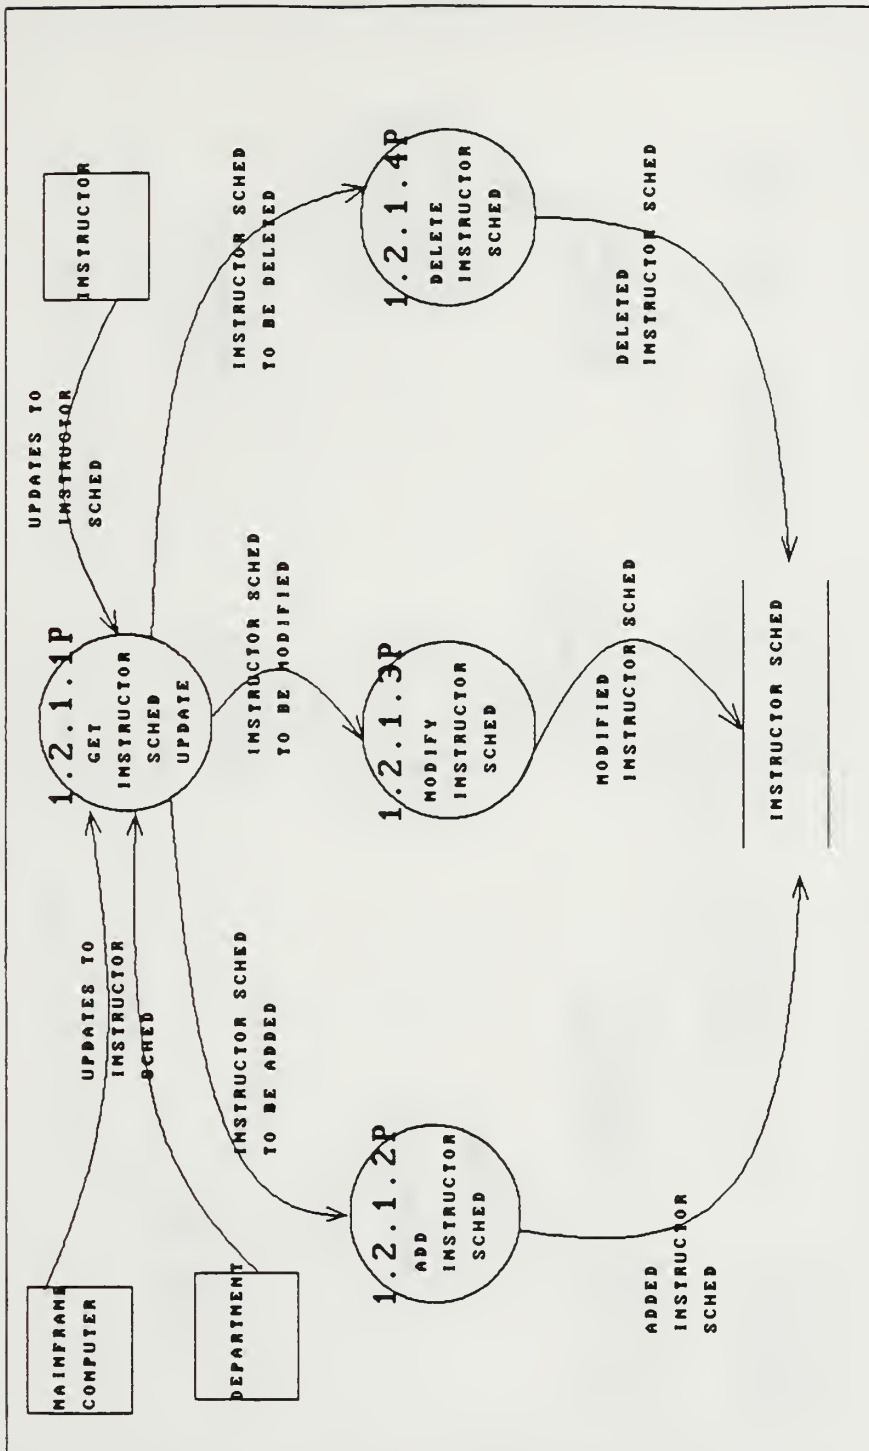 MAINFRAME
COMPUTER
DEPARTMENT
UPDATES TO
INSTRUCTOR
SCHED
1.2.1.1P
GET
INSTRUCTOR
SCHED
UPDATE
UPDATES TO
INSTRUCTOR
SCHED
INSTRUCTOR
INSTRUCTOR SCHED
TO BE ADDED
INSTRUCTOR SCHED
TO BE MODIFIED
INSTRUCTOR SCHED
TO BE DELETED
1.2.1.2P
ADD
INSTRUCTOR
SCHED
1.2.1.3P
MODIFY
INSTRUCTOR
SCHED
1.2.1.4P
DELETE
INSTRUCTOR
SCHED
ADDED
INSTRUCTOR
SCHED
MODIFIED
INSTRUCTOR SCHED
DELETED
INSTRUCTOR SCHED
INSTRUCTOR SCHED